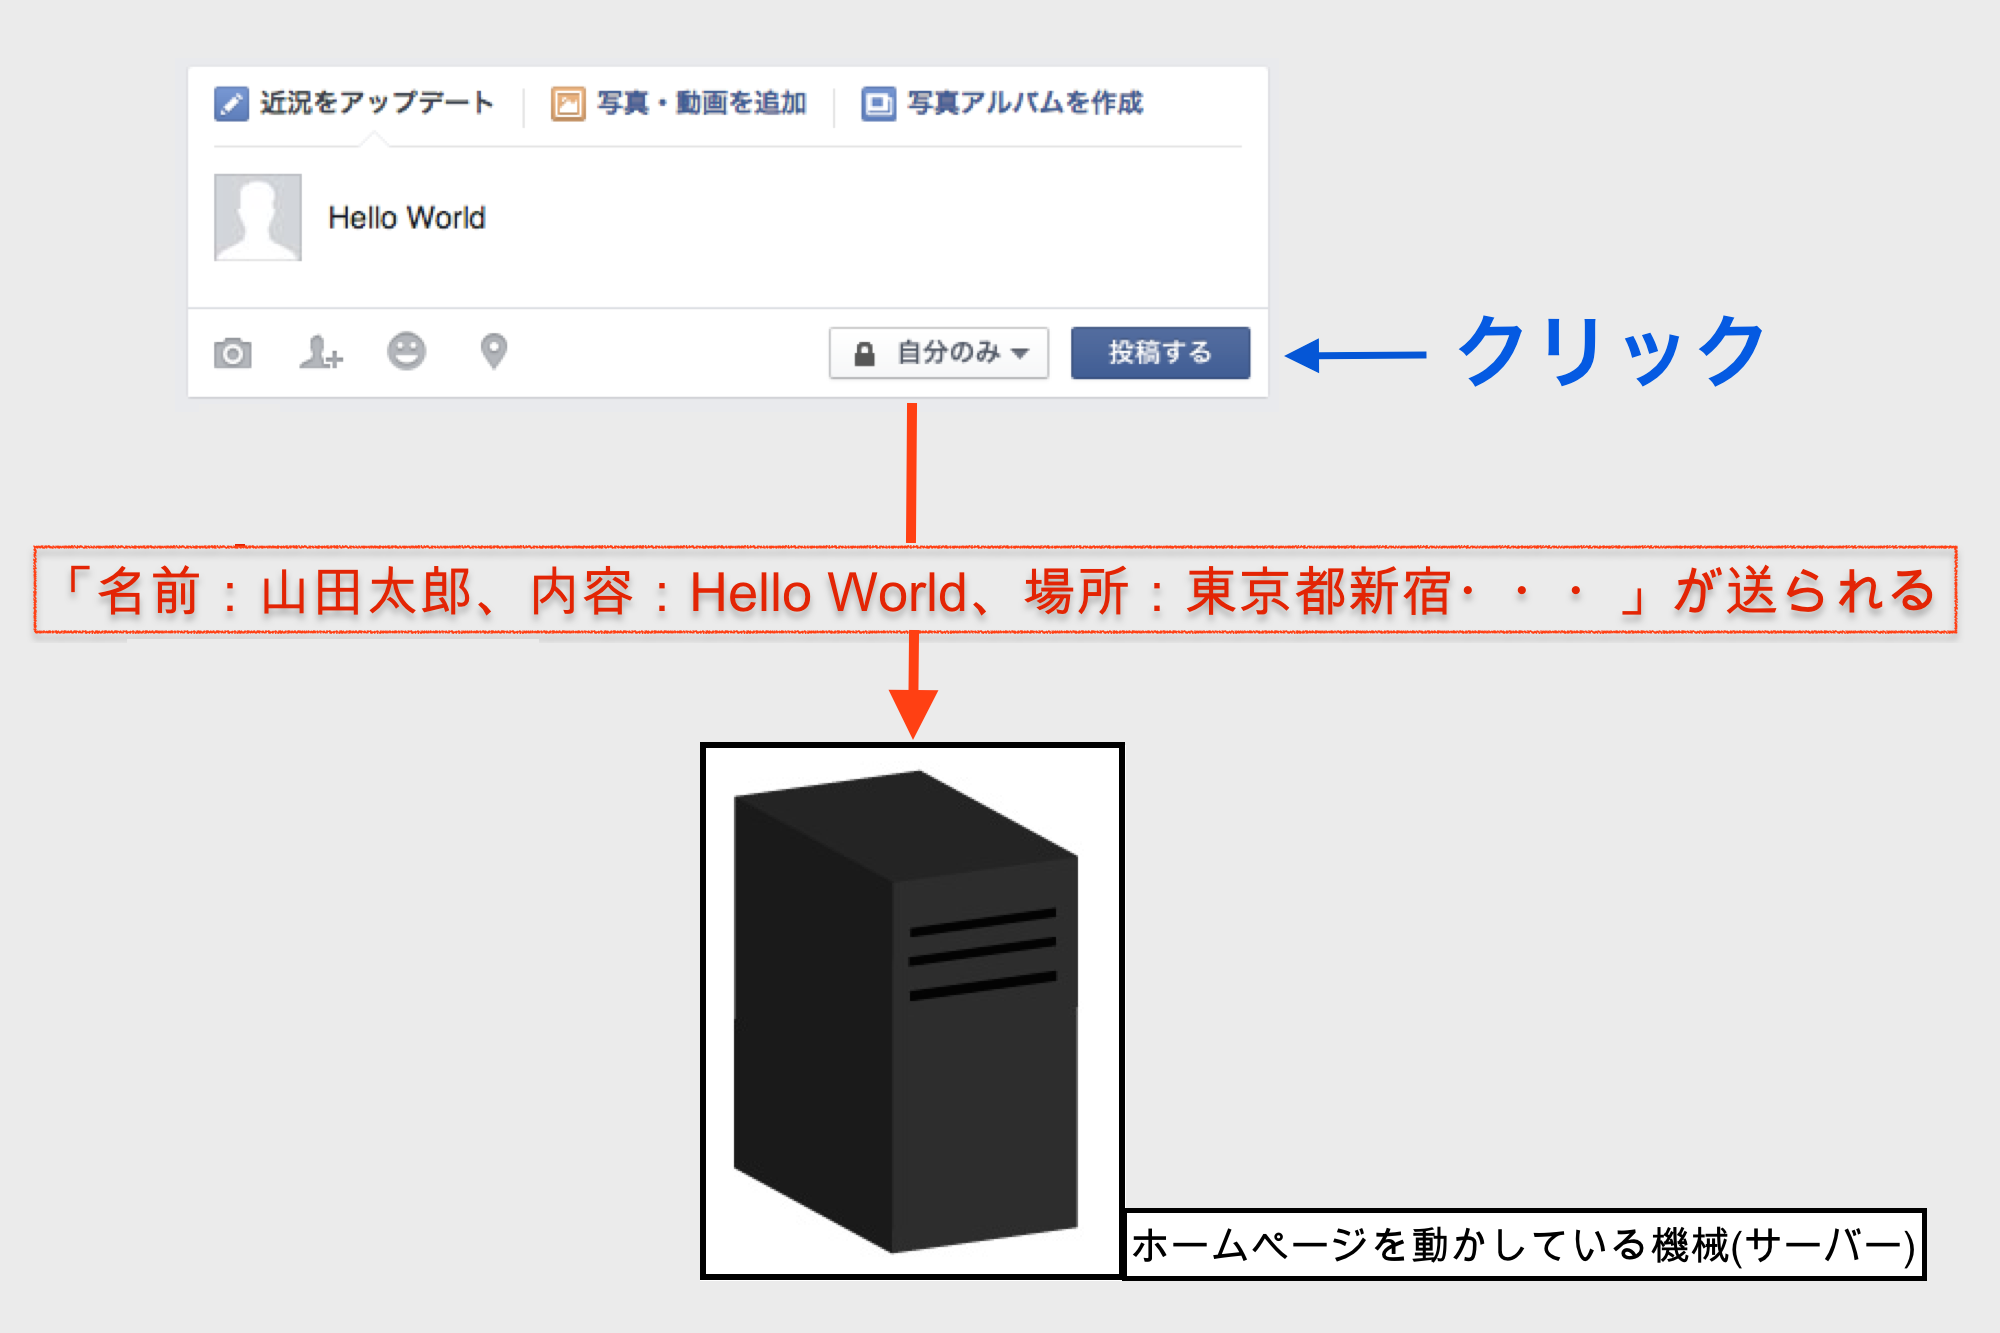 近況をアップデート 写真・動画を追加 写真アルバムを作成
Hello World
自分のみ 投稿する
クリック
「名前：山田太郎、内容：Hello World、場所：東京都新宿・・・」が送られる
ホームページを動かしている機械(サーバー)